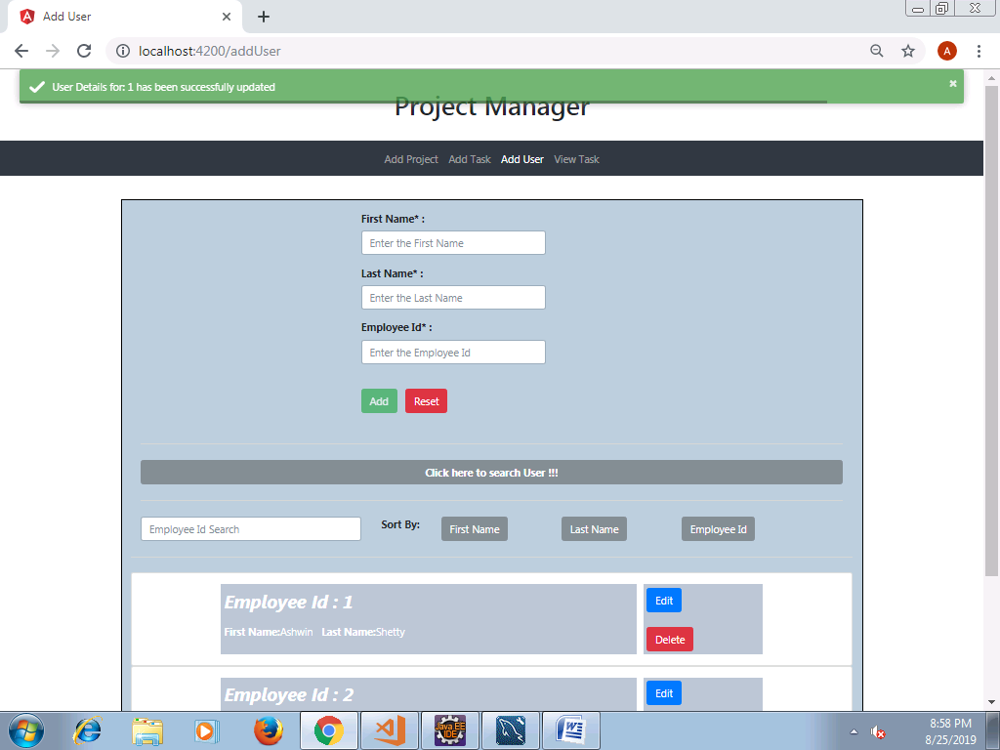 Add User
localhost:4200/addUser
A
User Details for: 1 has been successfully updated
Project Manager
Add Project Add Task Add User View Task
First Name* :
Enter the First Name
Last Name* :
Enter the Last Name
Employee Id* :
Enter the Employee Id
Add Reset
Click here to search User !!!
Employee Id Search Sort By: First Name Last Name Employee Id
Employee Id : 1 Edit
First Name:Ashwin Last Name:Shetty Delete
Employee Id : 2 Edit
Java EE
IDE
8:58 PM
8/25/2019